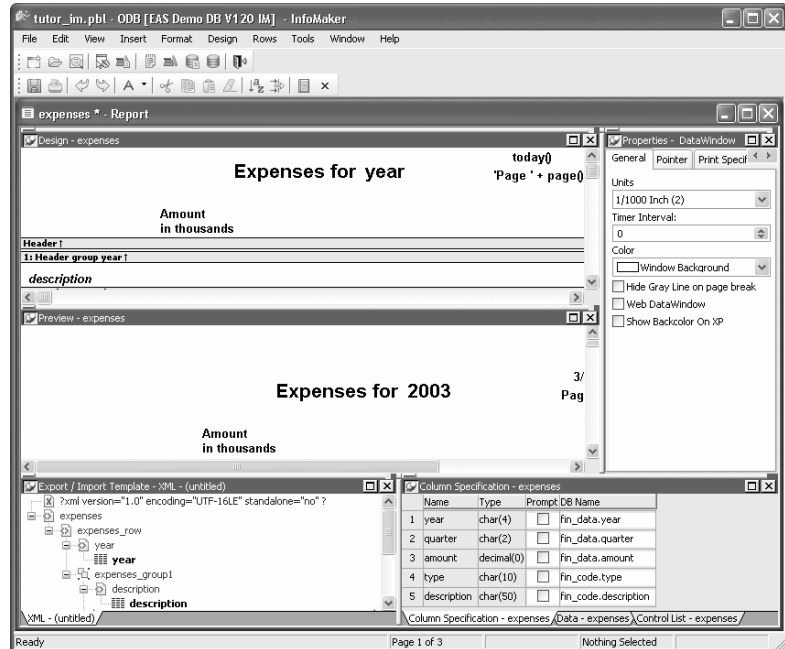 tutor_im.pbl - ODB [EAS Demo DB V120 IM] - InfoMaker
File Edit View Insert Format Design Rows Tools Window Help
expenses * - Report
Design - expenses
Expenses for year
today()
'Page ' + page()
Amount
in thousands
Header ↑
1: Header group year ↑
description
Preview - expenses
Expenses for 2003
3/
Pag
Amount
in thousands
Properties - DataWindow
General Pointer Print Specif
Units
1/1000 Inch (2)
Timer Interval:
0
Color
Window Background
Hide Gray Line on page break
Web DataWindow
Show Backcolor On XP
Export / Import Template - XML - (untitled)
?xml version="1.0" encoding="UTF-16LE" standalone="no" ?
expenses
expenses_row
year
year
expenses_group1
description
description
XML - (untitled)
Column Specification - expenses
Name Type Prompt DB Name
1 year char(4) fin_data.year
2 quarter char(2) fin_data.quarter
3 amount decimal(0) fin_data.amount
4 type char(10) fin_code.type
5 description char(50) fin_code.description
Column Specification - expenses Data - expenses Control List - expenses
Ready Page 1 of 3 Nothing Selected